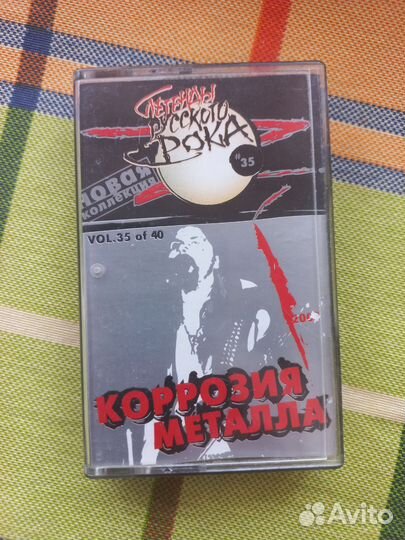 Легенды
Русского
Рока
#35
новая
коллекция
VOL.35 of 40
КОРРОЗИЯ
МЕТАЛЛА
Avito